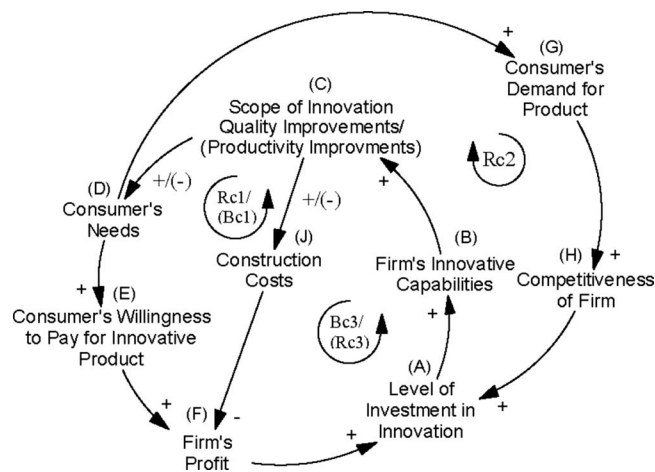 +
(G)
Consumer's
Demand for
Product
(C)
Scope of Innovation
Quality Improvements/
(Productivity Improvments)
Rc2
+
(D)
+/(-)
Consumer's
Needs
Rc1/
(Bc1)
+/(-)
(J)
Construction
Costs
(B)
Firm's Innovative
Capabilities
+
(H)
Competitiveness
of Firm
+
(E)
Consumer's Willingness
to Pay for Innovative
Product
Bc3/
(Rc3)
+
(A)
Level of
Investment in
Innovation
+
+
(F)
-
Firm's
Profit
+